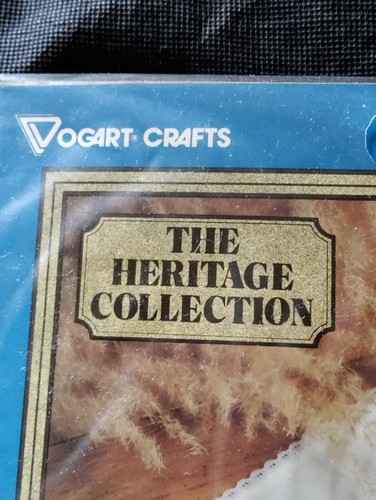 VOGART® CRAFTS
THE
HERITAGE
COLLECTION